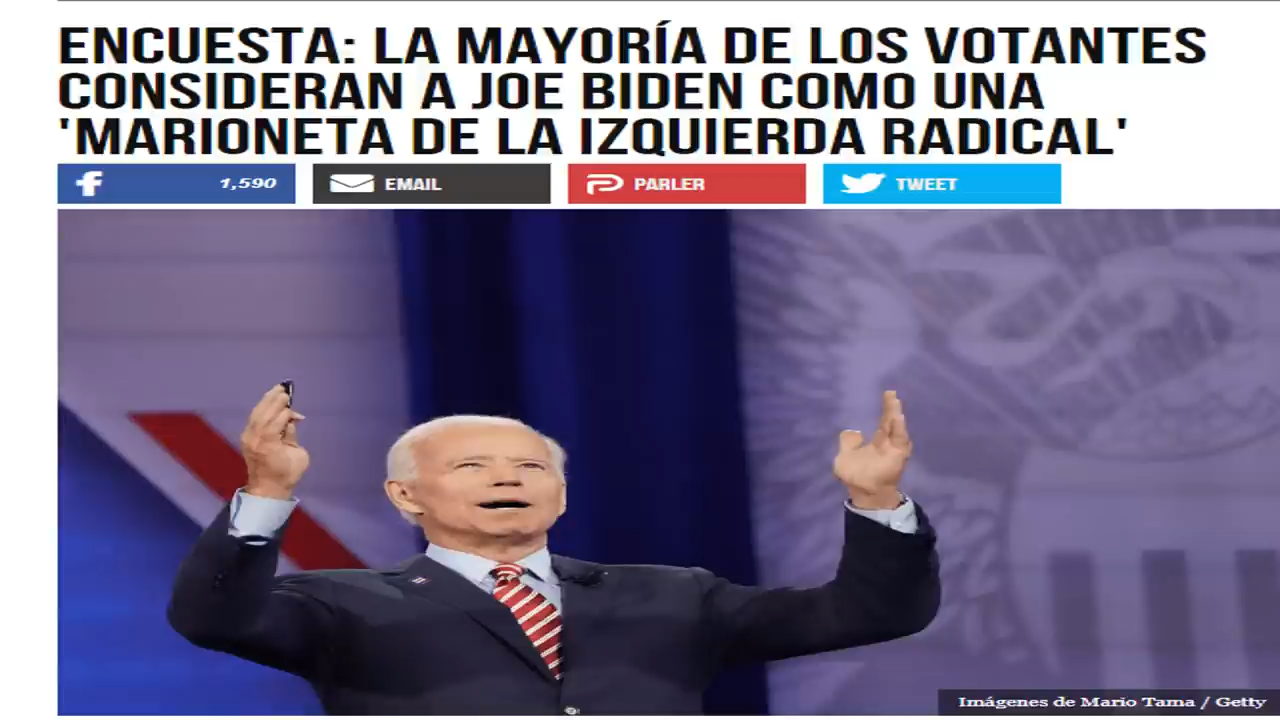 ENCUESTA: LA MAYORÍA DE LOS VOTANTES
CONSIDERAN A JOE BIDEN COMO UNA
'MARIONETA DE LA IZQUIERDA RADICAL'
1,590 EMAIL PARLER TWEET
Imágenes de Mario Tama / Getty